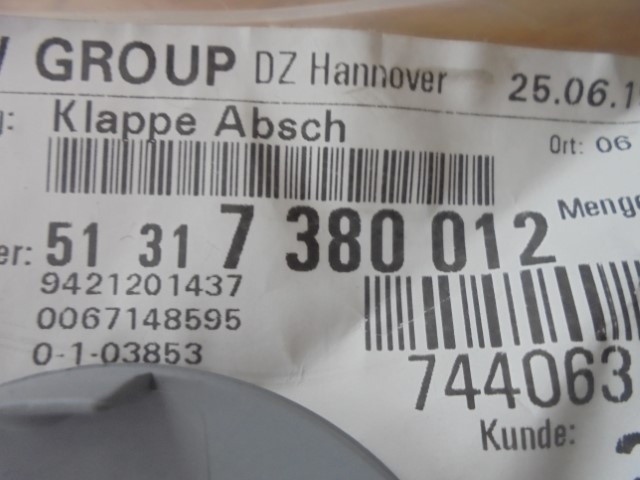 GROUP DZ Hannover 25.06.1
g: Klappe Absch
Ort: 06
Menge
er: 51 31 7 380 012
9421201437
0067148595
0-1-03853
744063
Kunde: